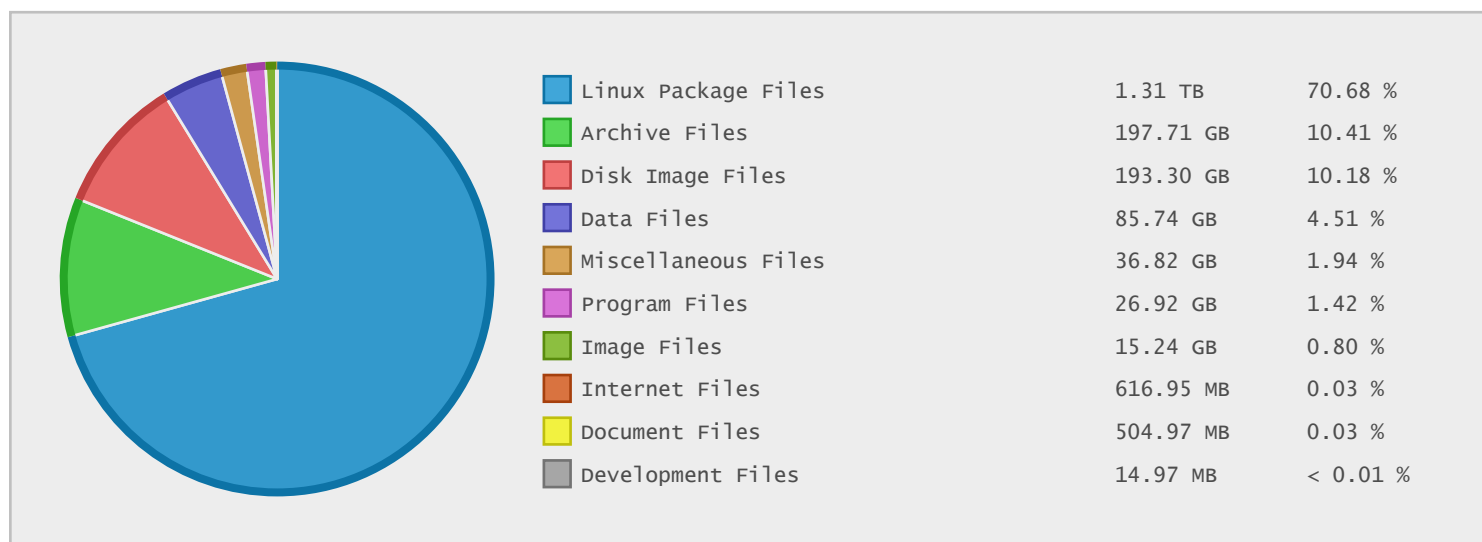 Linux Package Files 1.31 TB 70.68 %
Archive Files 197.71 GB 10.41 %
Disk Image Files 193.30 GB 10.18 %
Data Files 85.74 GB 4.51 %
Miscellaneous Files 36.82 GB 1.94 %
Program Files 26.92 GB 1.42 %
Image Files 15.24 GB 0.80 %
Internet Files 616.95 MB 0.03 %
Document Files 504.97 MB 0.03 %
Development Files 14.97 MB < 0.01 %